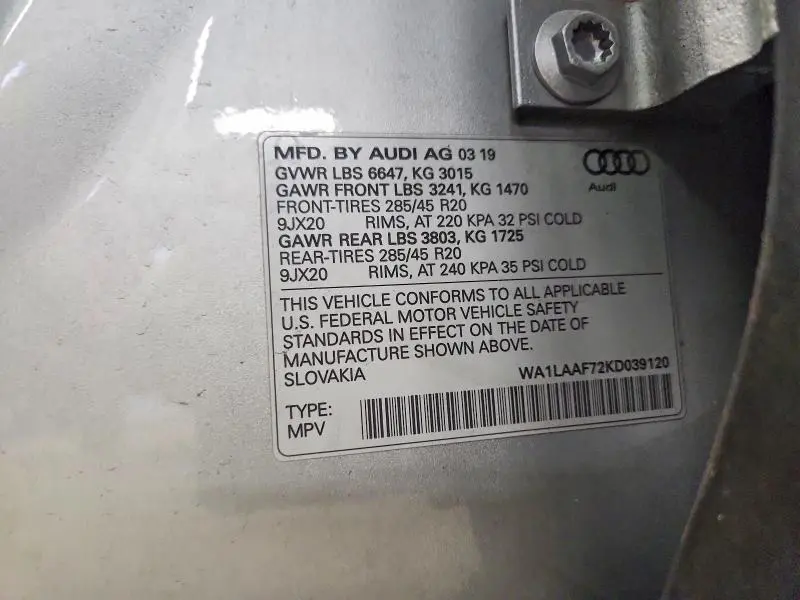 MFD. BY AUDI AG 03 19
Audi
GVWR LBS 6647, KG 3015
GAWR FRONT LBS 3241, KG 1470
FRONT-TIRES 285/45 R20
9JX20 RIMS, AT 220 KPA 32 PSI COLD
GAWR REAR LBS 3803, KG 1725
REAR-TIRES 285/45 R20
9JX20 RIMS, AT 240 KPA 35 PSI COLD
THIS VEHICLE CONFORMS TO ALL APPLICABLE
U.S. FEDERAL MOTOR VEHICLE SAFETY
STANDARDS IN EFFECT ON THE DATE OF
MANUFACTURE SHOWN ABOVE.
SLOVAKIA WA1LAAF72KD039120
TYPE:
MPV